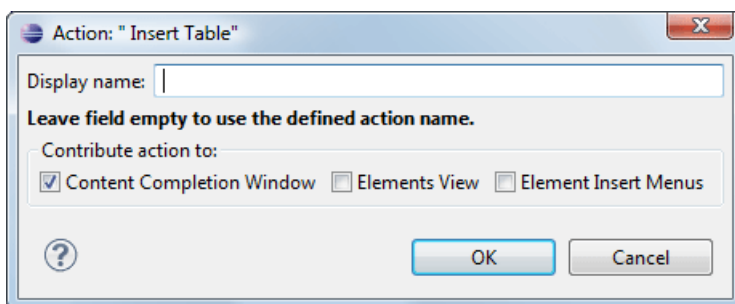 Action: " Insert Table"
Display name:
Leave field empty to use the defined action name.
Contribute action to:
Content Completion Window Elements View Element Insert Menus
? OK Cancel